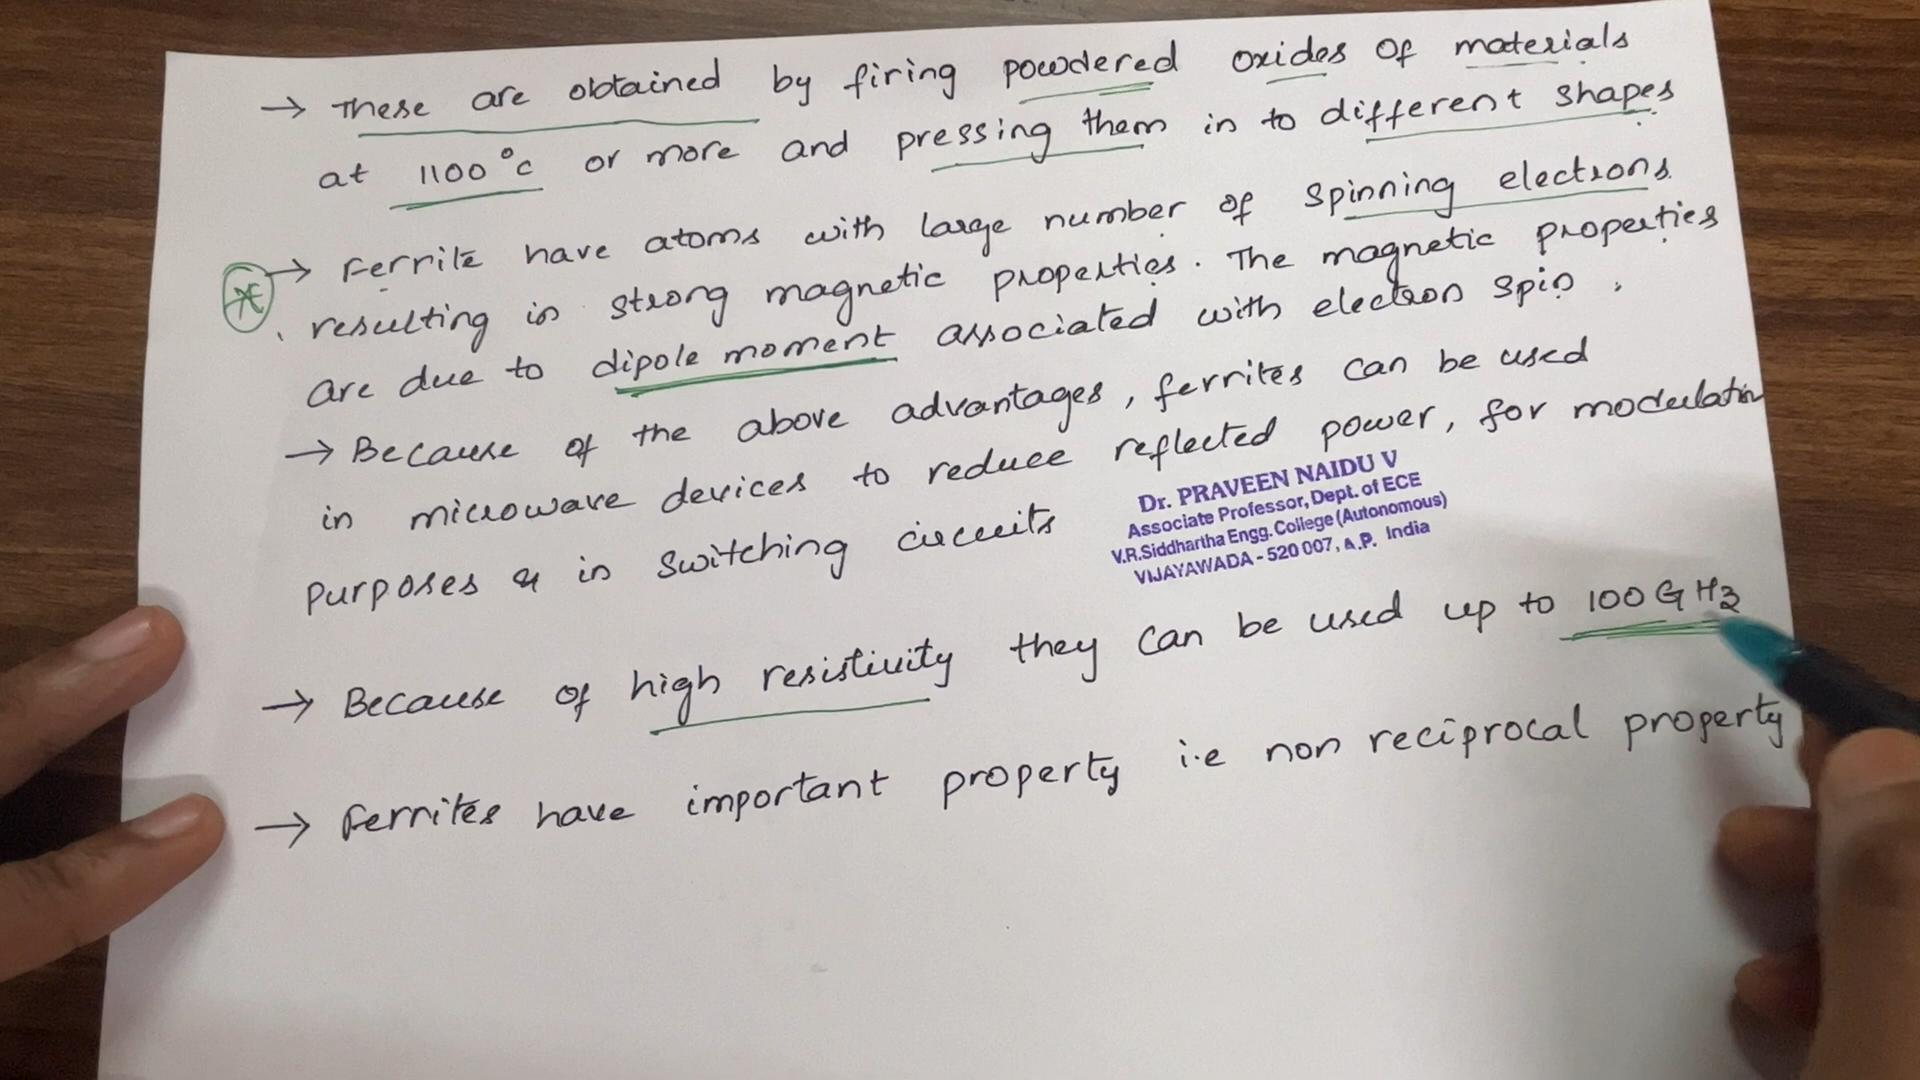 → These are obtained by firing powdered oxides of materials
at 1100°c or more and pressing them in to different shapes
→ Ferrite have atoms with large number of spinning electrons
resulting in strong magnetic properties. The magnetic properties
are due to dipole moment associated with electron spin.
→ Because of the above advantages, ferrites can be used
in microwave devices to reduce reflected power, for modulation
purposes & in switching circuits
Dr. PRAVEEN NAIDU V
Associate Professor, Dept. of ECE
V.R.Siddhartha Engg. College (Autonomous)
VIJAYAWADA - 520 007, A.P. India
→ Because of high resistivity they can be used up to 100 GHz
→ Ferrites have important property i.e non reciprocal property